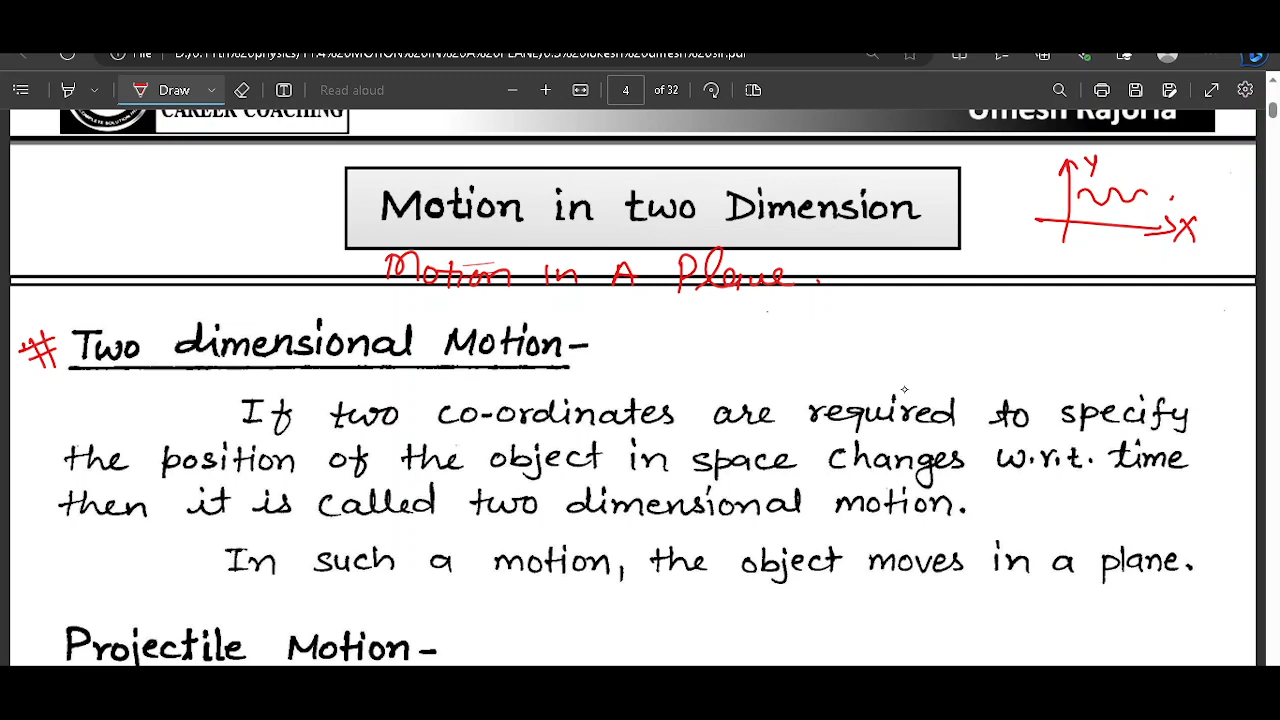 Draw
Read aloud
4
of 32
CAREER COACHING
Umesh Rajoria
Y
X
Motion in two Dimension
Motion in A Plane.
# Two dimensional Motion-
If two co-ordinates are required to specify
the position of the object in space changes w.r.t. time
then it is called two dimensional motion.
In such a motion, the object moves in a plane.
Projectile Motion-